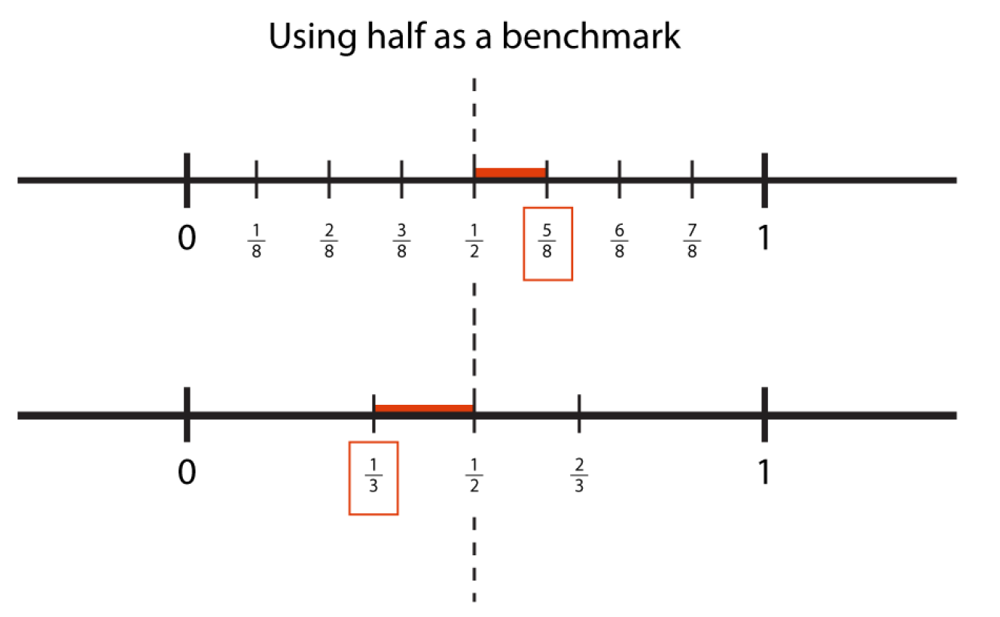 Using half as a benchmark
0 1/8 2/8 3/8 1/2 5/8 6/8 7/8 1
0 1/3 1/2 2/3 1